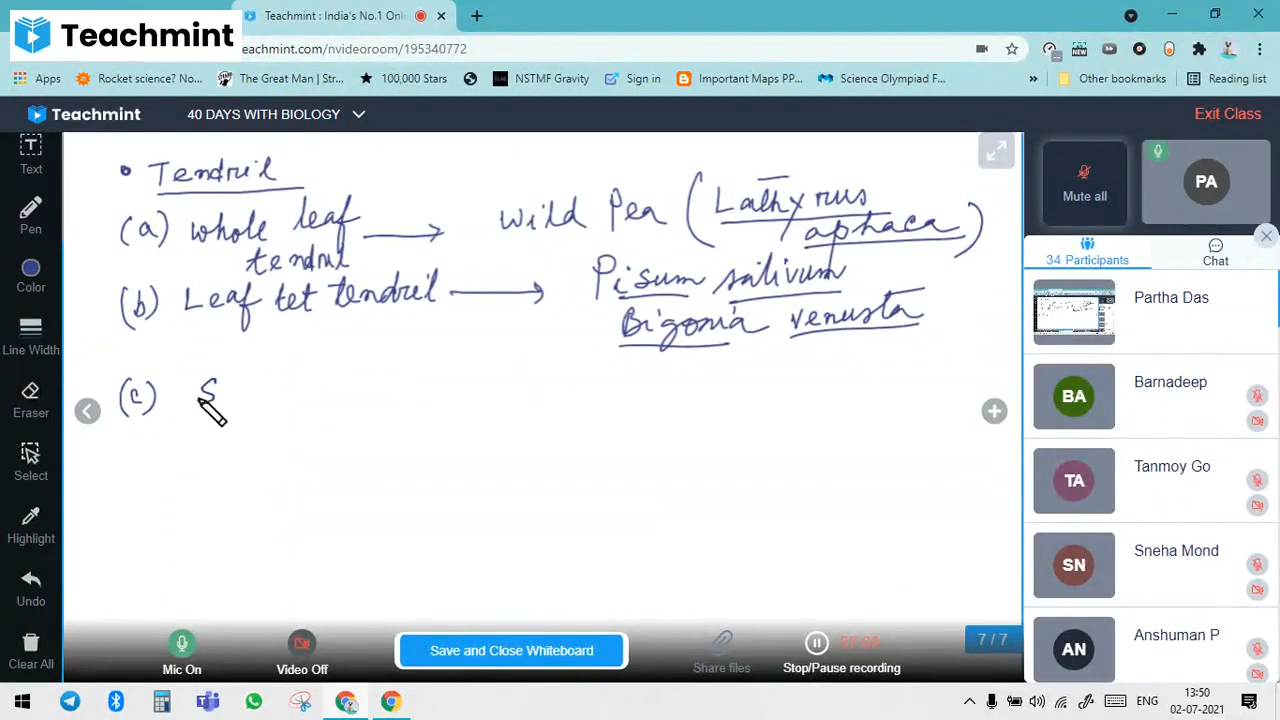 Teachmint : India's No.1 Onlin
Teachmint
eachmint.com/nvideoroom/195340772
NEW
Apps
Rocket science? No...
The Great Man | Str...
100,000 Stars
NSTMF Gravity
Sign in
Important Maps PP...
Science Olympiad F...
»
Other bookmarks
Reading list
Teachmint
40 DAYS WITH BIOLOGY
Exit Class
Text
Pen
Color
Line Width
Eraser
Select
Highlight
Undo
Clear All
• Tendril
(a) whole leaf tendril → wild Pea (Lathyrus aphaca)
(b) Leaf let tendril → Pisum sativum
Bigonia venusta
(c) S
PA
Mute all
34 Participants
Chat
Partha Das
BA
Barnadeep
TA
Tanmoy Go
SN
Sneha Mond
AN
Anshuman P
Mic On
Video Off
Save and Close Whiteboard
Share files
Stop/Pause recording
7 / 7
ENG
13:50
02-07-2021